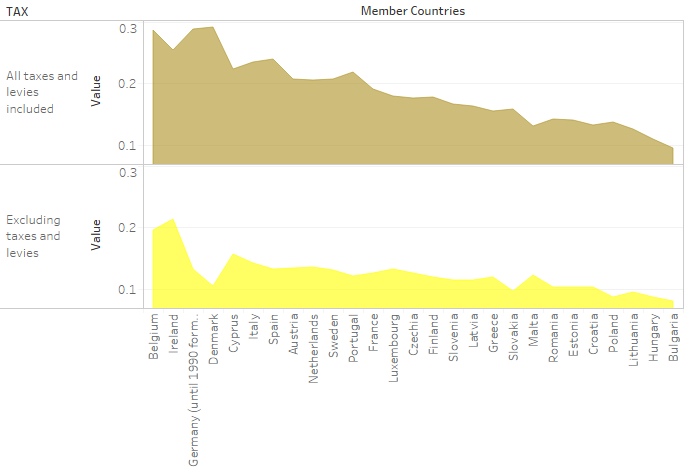 TAX
Member Countries
All taxes and
levies
included
Value
0.3
0.2
0.1
Excluding
taxes and
levies
Value
0.3
0.2
0.1
Belgium
Ireland
Germany (until 1990 form..
Denmark
Cyprus
Italy
Spain
Austria
Netherlands
Sweden
Portugal
France
Luxembourg
Czechia
Finland
Slovenia
Latvia
Greece
Slovakia
Malta
Romania
Estonia
Croatia
Poland
Lithuania
Hungary
Bulgaria